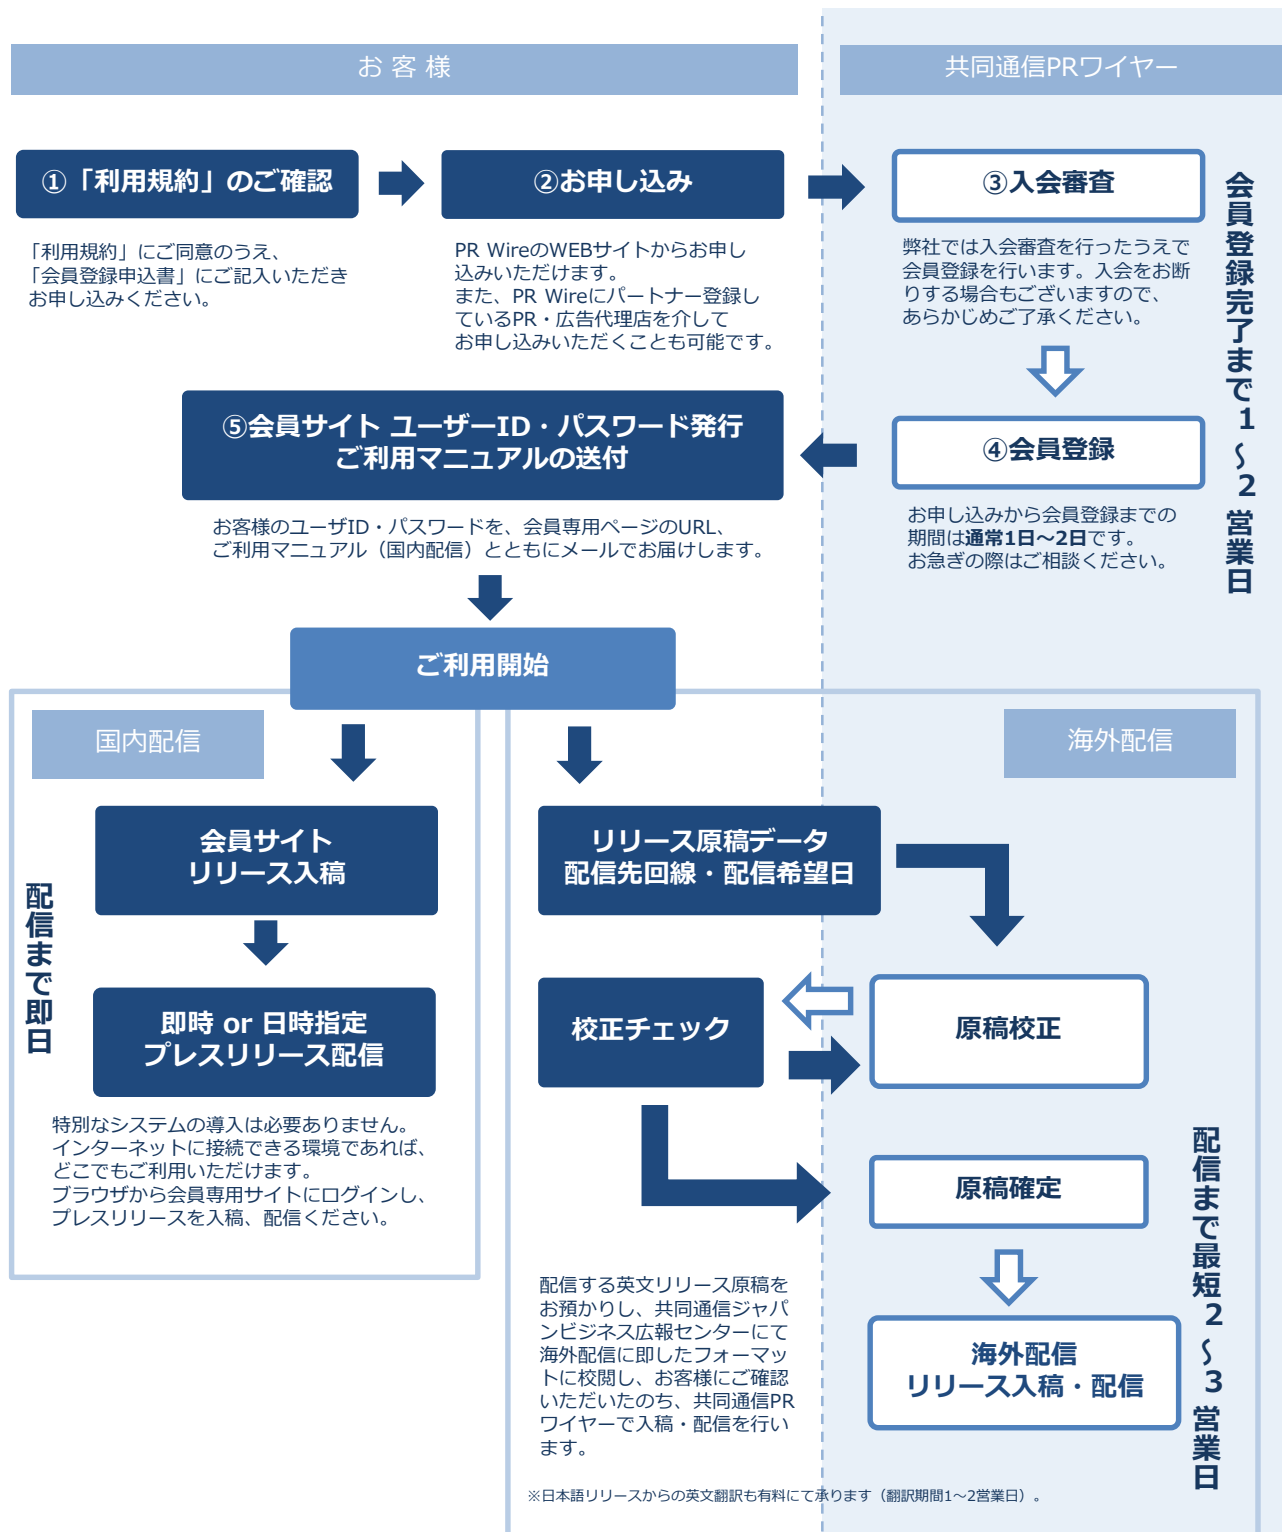 お 客 様
共同通信PRワイヤー
①「利用規約」のご確認
「利用規約」にご同意のうえ、
「会員登録申込書」にご記入いただき
お申し込みください。
②お申し込み
PR WireのWEBサイトからお申し
込みいただけます。
また、PR Wireにパートナー登録し
ているPR・広告代理店を介して
お申し込みいただくことも可能です。
③入会審査
弊社では入会審査を行ったうえで
会員登録を行います。入会をお断
りする場合もございますので、
あらかじめご了承ください。
会員登録完了まで1～2営業日
④会員登録
お申し込みから会員登録までの
期間は通常1日～2日です。
お急ぎの際はご相談ください。
⑤会員サイト ユーザーID・パスワード発行
ご利用マニュアルの送付
お客様のユーザID・パスワードを、会員専用ページのURL、
ご利用マニュアル（国内配信）とともにメールでお届けします。
ご利用開始
国内配信
会員サイト
リリース入稿
配信まで即日
即時 or 日時指定
プレスリリース配信
特別なシステムの導入は必要ありません。
インターネットに接続できる環境であれば、
どこでもご利用いただけます。
ブラウザから会員専用サイトにログインし、
プレスリリースを入稿、配信ください。
海外配信
リリース原稿データ
配信先回線・配信希望日
校正チェック
原稿校正
原稿確定
海外配信
リリース入稿・配信
配信まで最短2～3営業日
配信する英文リリース原稿を
お預かりし、共同通信ジャパ
ンビジネス広報センターにて
海外配信に即したフォーマッ
トに校閲し、お客様にご確認
いただいたのち、共同通信PR
ワイヤーで入稿・配信を行い
ます。
※日本語リリースからの英文翻訳も有料にて承ります（翻訳期間1～2営業日）。